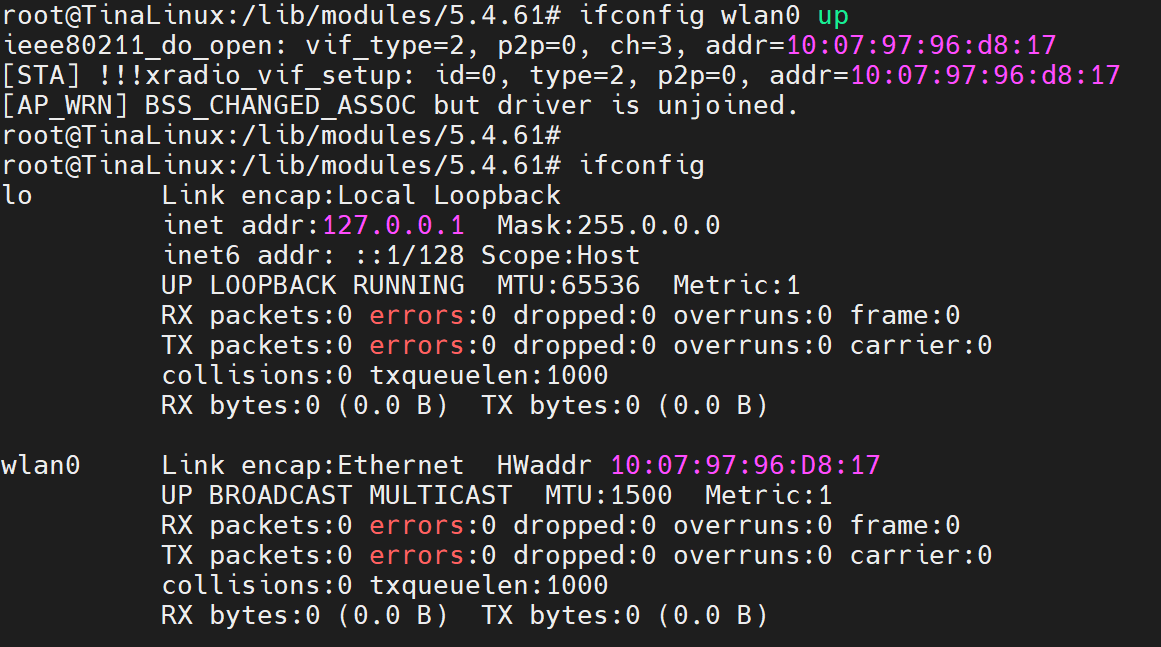 root@TinaLinux:/lib/modules/5.4.61# ifconfig wlan0 up
ieee80211_do_open: vif_type=2, p2p=0, ch=3, addr=10:07:97:96:d8:17
[STA] !!!xradio_vif_setup: id=0, type=2, p2p=0, addr=10:07:97:96:d8:17
[AP_WRN] BSS_CHANGED_ASSOC but driver is unjoined.
root@TinaLinux:/lib/modules/5.4.61#
root@TinaLinux:/lib/modules/5.4.61# ifconfig
lo        Link encap:Local Loopback
          inet addr:127.0.0.1  Mask:255.0.0.0
          inet6 addr: ::1/128 Scope:Host
          UP LOOPBACK RUNNING  MTU:65536  Metric:1
          RX packets:0 errors:0 dropped:0 overruns:0 frame:0
          TX packets:0 errors:0 dropped:0 overruns:0 carrier:0
          collisions:0 txqueuelen:1000
          RX bytes:0 (0.0 B)  TX bytes:0 (0.0 B)

wlan0     Link encap:Ethernet  HWaddr 10:07:97:96:D8:17
          UP BROADCAST MULTICAST  MTU:1500  Metric:1
          RX packets:0 errors:0 dropped:0 overruns:0 frame:0
          TX packets:0 errors:0 dropped:0 overruns:0 carrier:0
          collisions:0 txqueuelen:1000
          RX bytes:0 (0.0 B)  TX bytes:0 (0.0 B)